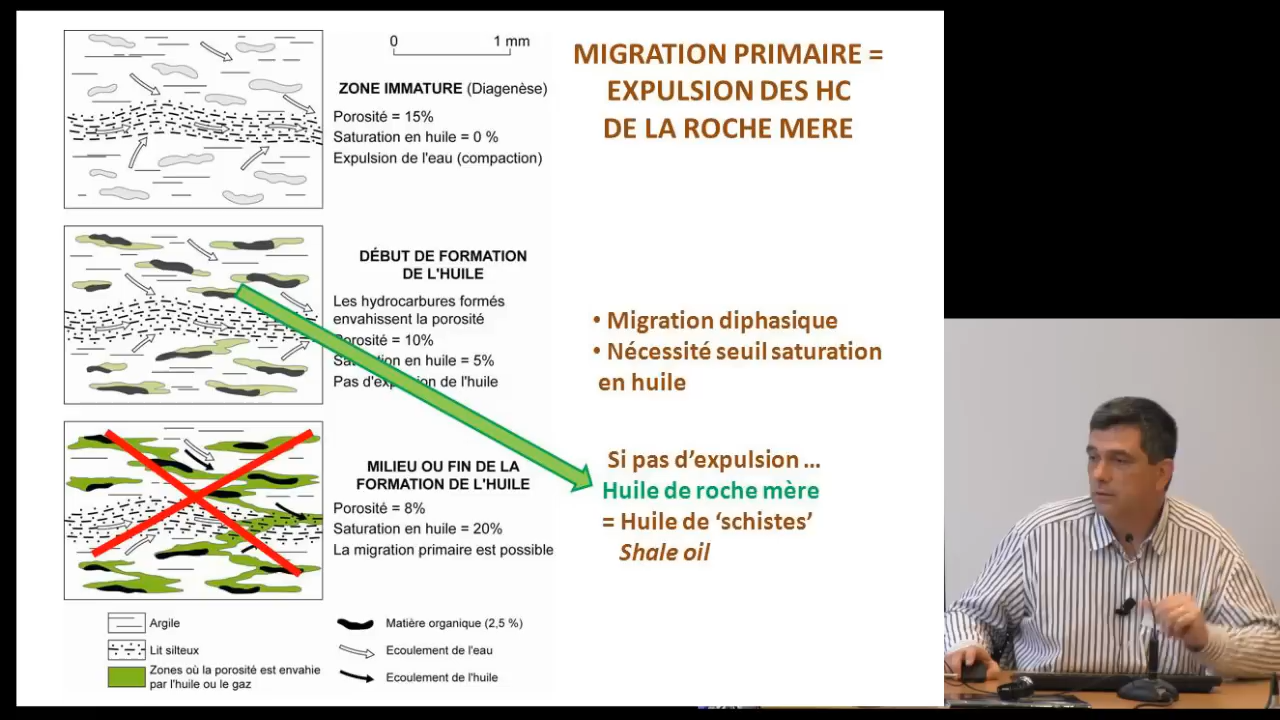 0 1 mm
ZONE IMMATURE (Diagenèse)
Porosité = 15%
Saturation en huile = 0 %
Expulsion de l'eau (compaction)
MIGRATION PRIMAIRE =
EXPULSION DES HC
DE LA ROCHE MERE
DÉBUT DE FORMATION
DE L'HUILE
Les hydrocarbures formés
envahissent la porosité
Porosité = 10%
en huile = 5%
Pas de l'huile
• Migration diphasique
• Nécessité seuil saturation
en huile
MILIEU OU FIN DE LA
FORMATION DE L'HUILE
Porosité = 8%
Saturation en huile = 20%
La migration primaire est possible
Si pas d’expulsion ...
Huile de roche mère
= Huile de ‘schistes’
Shale oil
Argile
Lit silteux
Zones où la porosité est envahie
par l'huile ou le gaz
Matière organique (2,5 %)
Ecoulement de l'eau
Ecoulement de l'huile